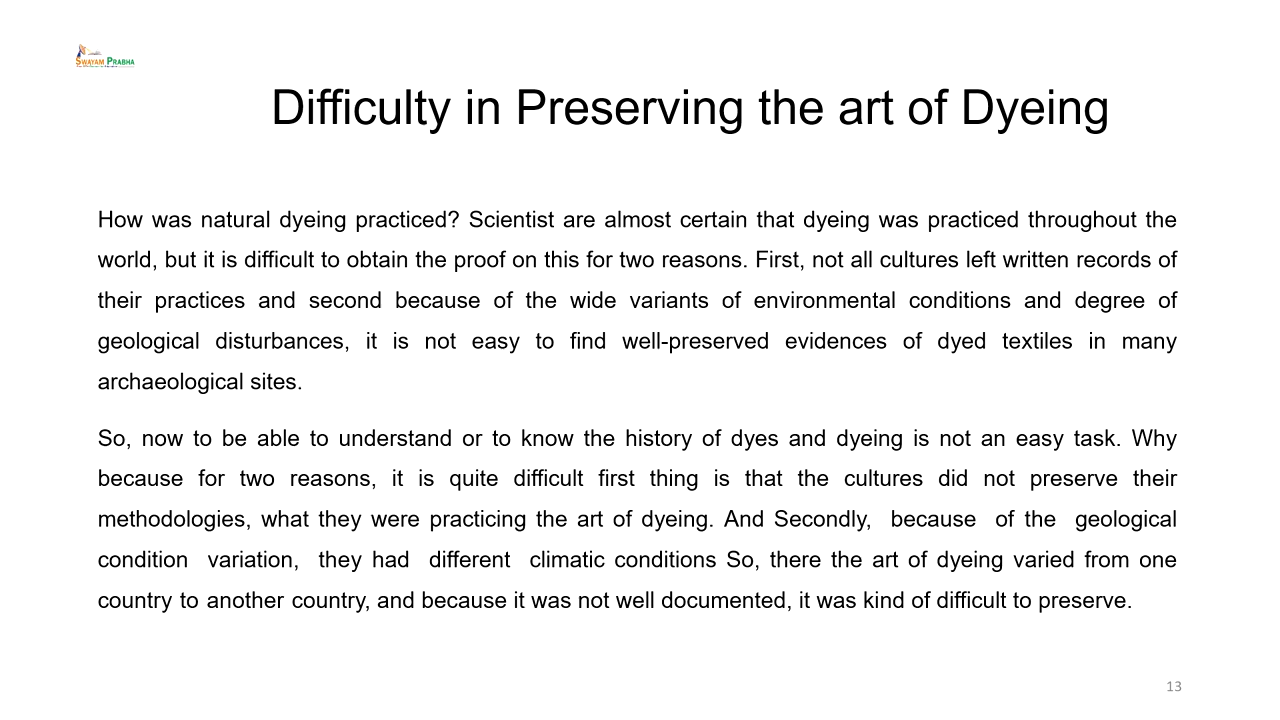 SWAYAM PRABHA
Difficulty in Preserving the art of Dyeing
How was natural dyeing practiced? Scientist are almost certain that dyeing was practiced throughout the
world, but it is difficult to obtain the proof on this for two reasons. First, not all cultures left written records of
their practices and second because of the wide variants of environmental conditions and degree of
geological disturbances, it is not easy to find well-preserved evidences of dyed textiles in many
archaeological sites.
So, now to be able to understand or to know the history of dyes and dyeing is not an easy task. Why
because for two reasons, it is quite difficult first thing is that the cultures did not preserve their
methodologies, what they were practicing the art of dyeing. And Secondly, because of the geological
condition variation, they had different climatic conditions So, there the art of dyeing varied from one
country to another country, and because it was not well documented, it was kind of difficult to preserve.
13